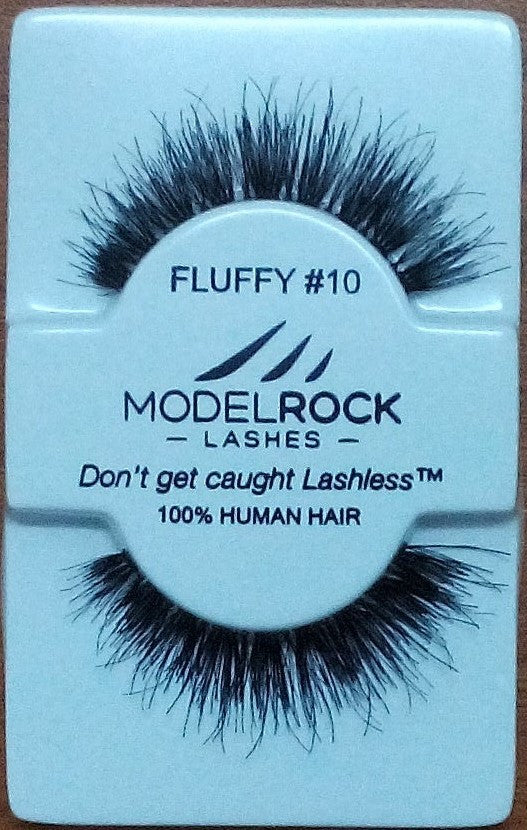 FLUFFY #10
MODELROCK
– LASHES –
Don't get caught Lashless™
100% HUMAN HAIR